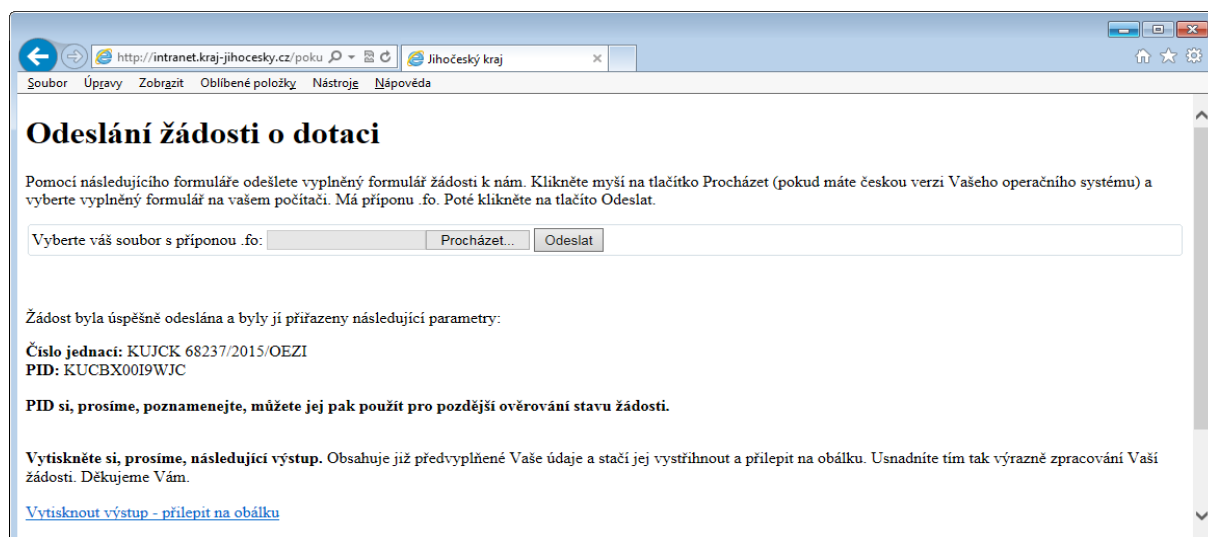 http://intranet.kraj-jihocesky.cz/poku
Jihočeský kraj
Soubor Úpravy Zobrazit Oblíbené položky Nástroje Nápověda
Odeslání žádosti o dotaci
Pomocí následujícího formuláře odešlete vyplněný formulář žádosti k nám. Klikněte myší na tlačítko Procházet (pokud máte českou verzi Vašeho operačního systému) a
vyberte vyplněný formulář na vašem počítači. Má příponu .fo. Poté klikněte na tlačíto Odeslat.
Vyberte váš soubor s příponou .fo: Procházet... Odeslat
Žádost byla úspěšně odeslána a byly jí přiřazeny následující parametry:
Číslo jednací: KUJCK 68237/2015/OEZI
PID: KUCBX00I9WJC
PID si, prosíme, poznamenejte, můžete jej pak použít pro pozdější ověrování stavu žádosti.
Vytiskněte si, prosíme, následující výstup. Obsahuje již předvyplňené Vaše údaje a stačí jej vystřihnout a přilepit na obálku. Usnadníte tím tak výrazně zpracování Vaší
žádosti. Děkujeme Vám.
Vytisknout výstup - přilepit na obálku